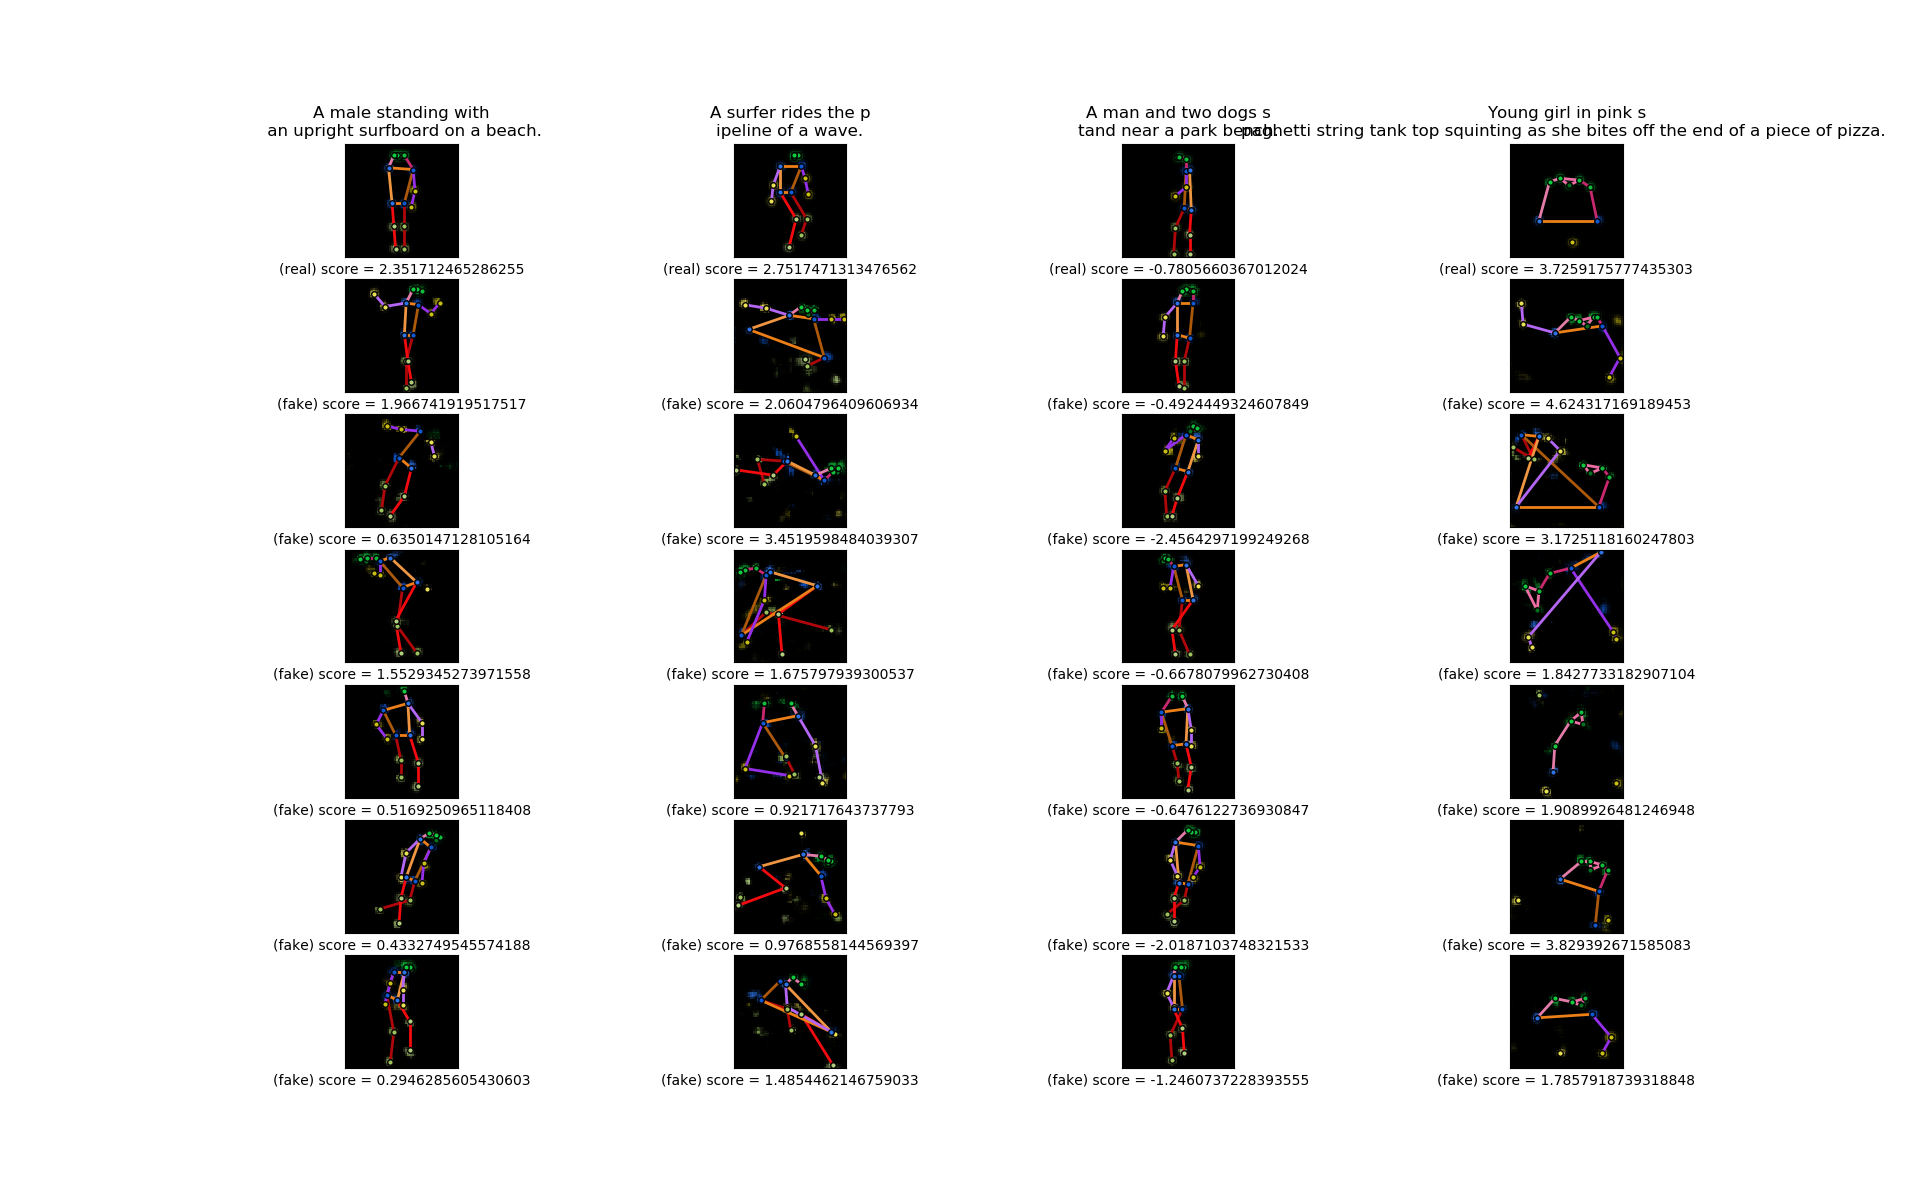 A male standing with
an upright surfboard on a beach.
A surfer rides the p
ipeline of a wave.
A man and two dogs s
tand near a park bench.
Young girl in pink s
paghetti string tank top squinting as she bites off the end of a piece of pizza.
(real) score = 2.351712465286255
(real) score = 2.7517471313476562
(real) score = -0.7805660367012024
(real) score = 3.7259175777435303
(fake) score = 1.966741919517517
(fake) score = 2.0604796409606934
(fake) score = -0.4924449324607849
(fake) score = 4.624317169189453
(fake) score = 0.6350147128105164
(fake) score = 3.4519598484039307
(fake) score = -2.4564297199249268
(fake) score = 3.1725118160247803
(fake) score = 1.5529345273971558
(fake) score = 1.675797939300537
(fake) score = -0.6678079962730408
(fake) score = 1.8427733182907104
(fake) score = 0.5169250965118408
(fake) score = 0.921717643737793
(fake) score = -0.6476122736930847
(fake) score = 1.9089926481246948
(fake) score = 0.4332749545574188
(fake) score = 0.9768558144569397
(fake) score = -2.0187103748321533
(fake) score = 3.829392671585083
(fake) score = 0.2946285605430603
(fake) score = 1.4854462146759033
(fake) score = -1.2460737228393555
(fake) score = 1.7857918739318848